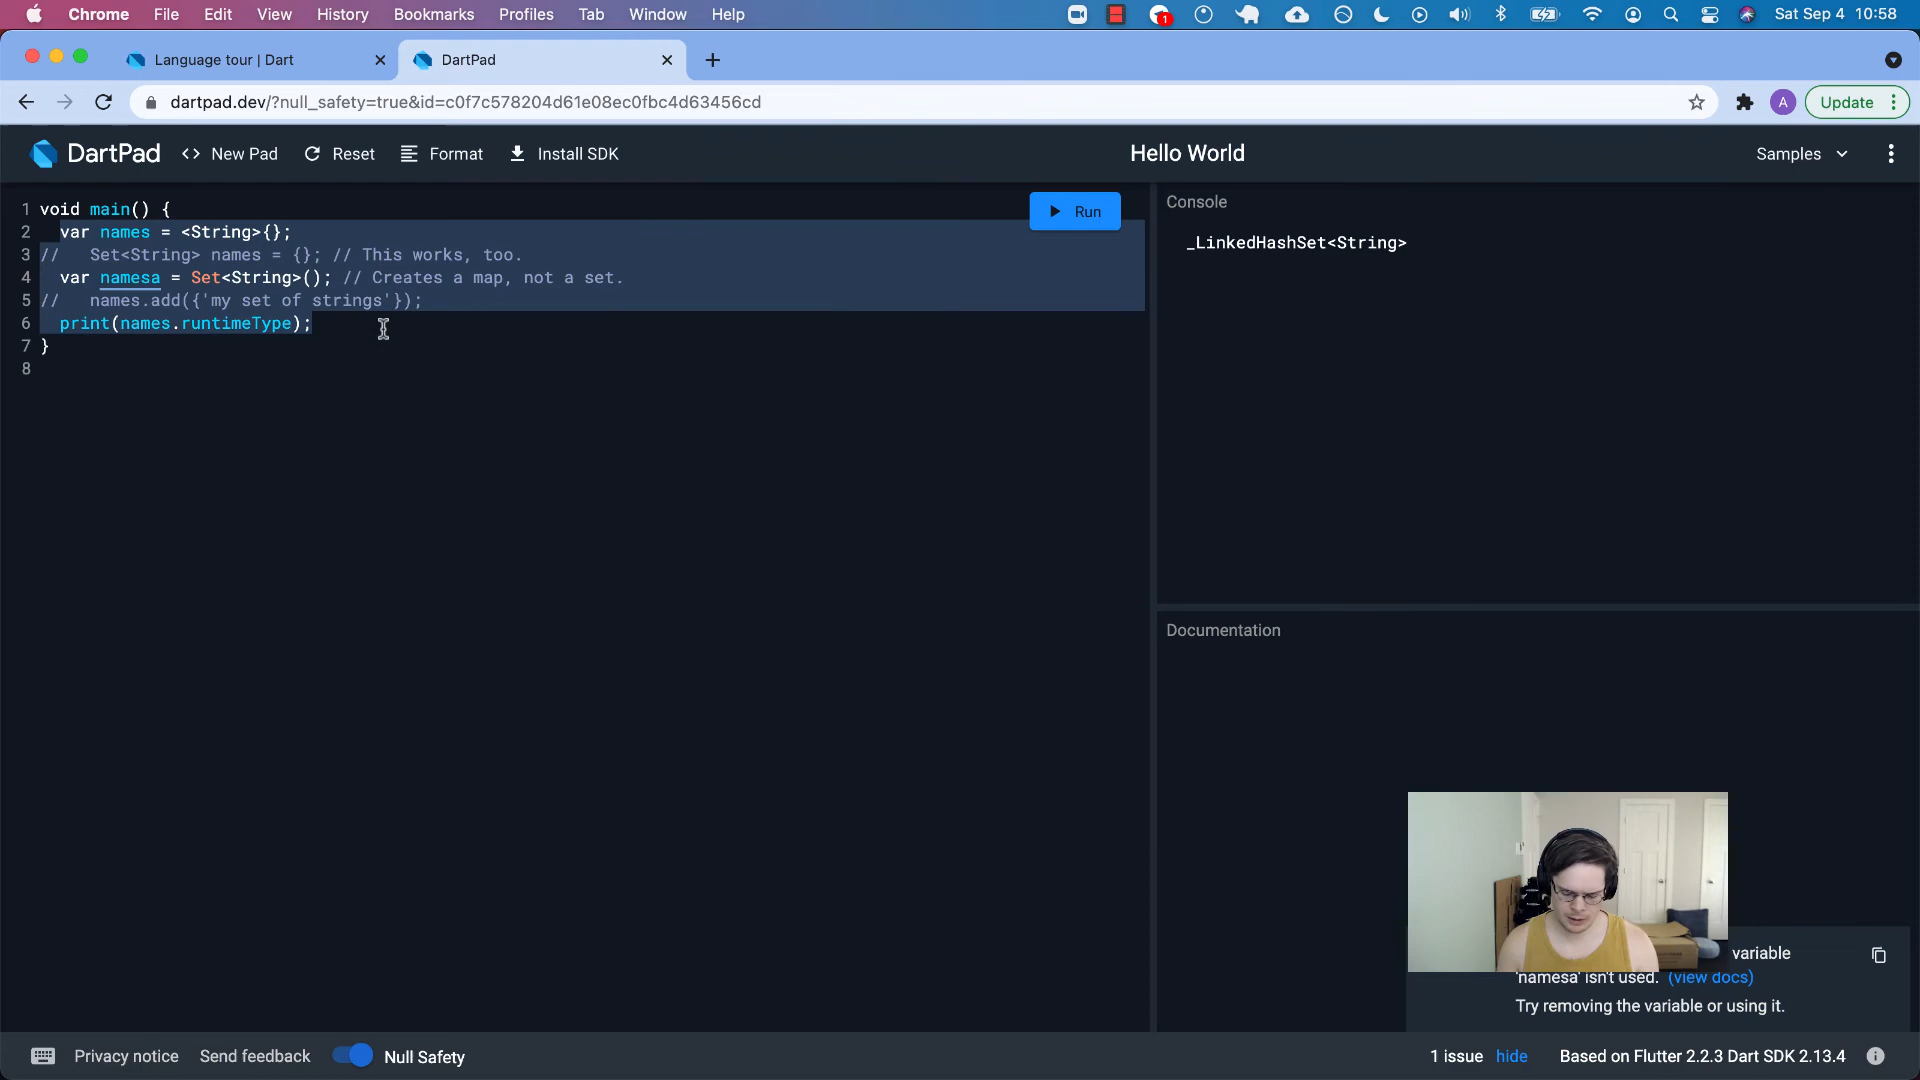 Chrome File Edit View History Bookmarks Profiles Tab Window Help 1 Sat Sep 4 10:58
Language tour | Dart DartPad
dartpad.dev/?null_safety=true&id=c0f7c578204d61e08ec0fbc4d63456cd A Update
DartPad <> New Pad Reset Format Install SDK Hello World Samples
1 void main() {
2 var names = <String>{};
3 // Set<String> names = {}; // This works, too.
4 var namesa = Set<String>(); // Creates a map, not a set.
5 // names.add({'my set of strings'});
6 print(names.runtimeType);
7 }
8
Run
Console
_LinkedHashSet<String>
Documentation
variable
'namesa' isn't used. (view docs)
Try removing the variable or using it.
Privacy notice Send feedback Null Safety 1 issue hide Based on Flutter 2.2.3 Dart SDK 2.13.4